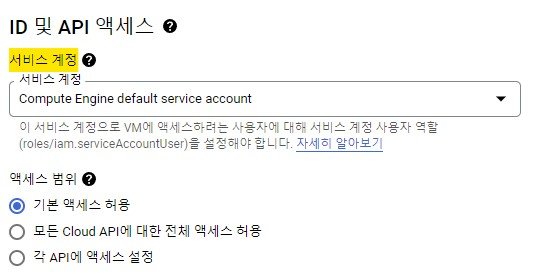 ID 및 API 액세스
서비스 계정
서비스 계정
Compute Engine default service account
이 서비스 계정으로 VM에 액세스하려는 사용자에 대해 서비스 계정 사용자 역할
(roles/iam.serviceAccountUser)을 설정해야 합니다. 자세히 알아보기
액세스 범위
기본 액세스 허용
모든 Cloud API에 대한 전체 액세스 허용
각 API에 액세스 설정